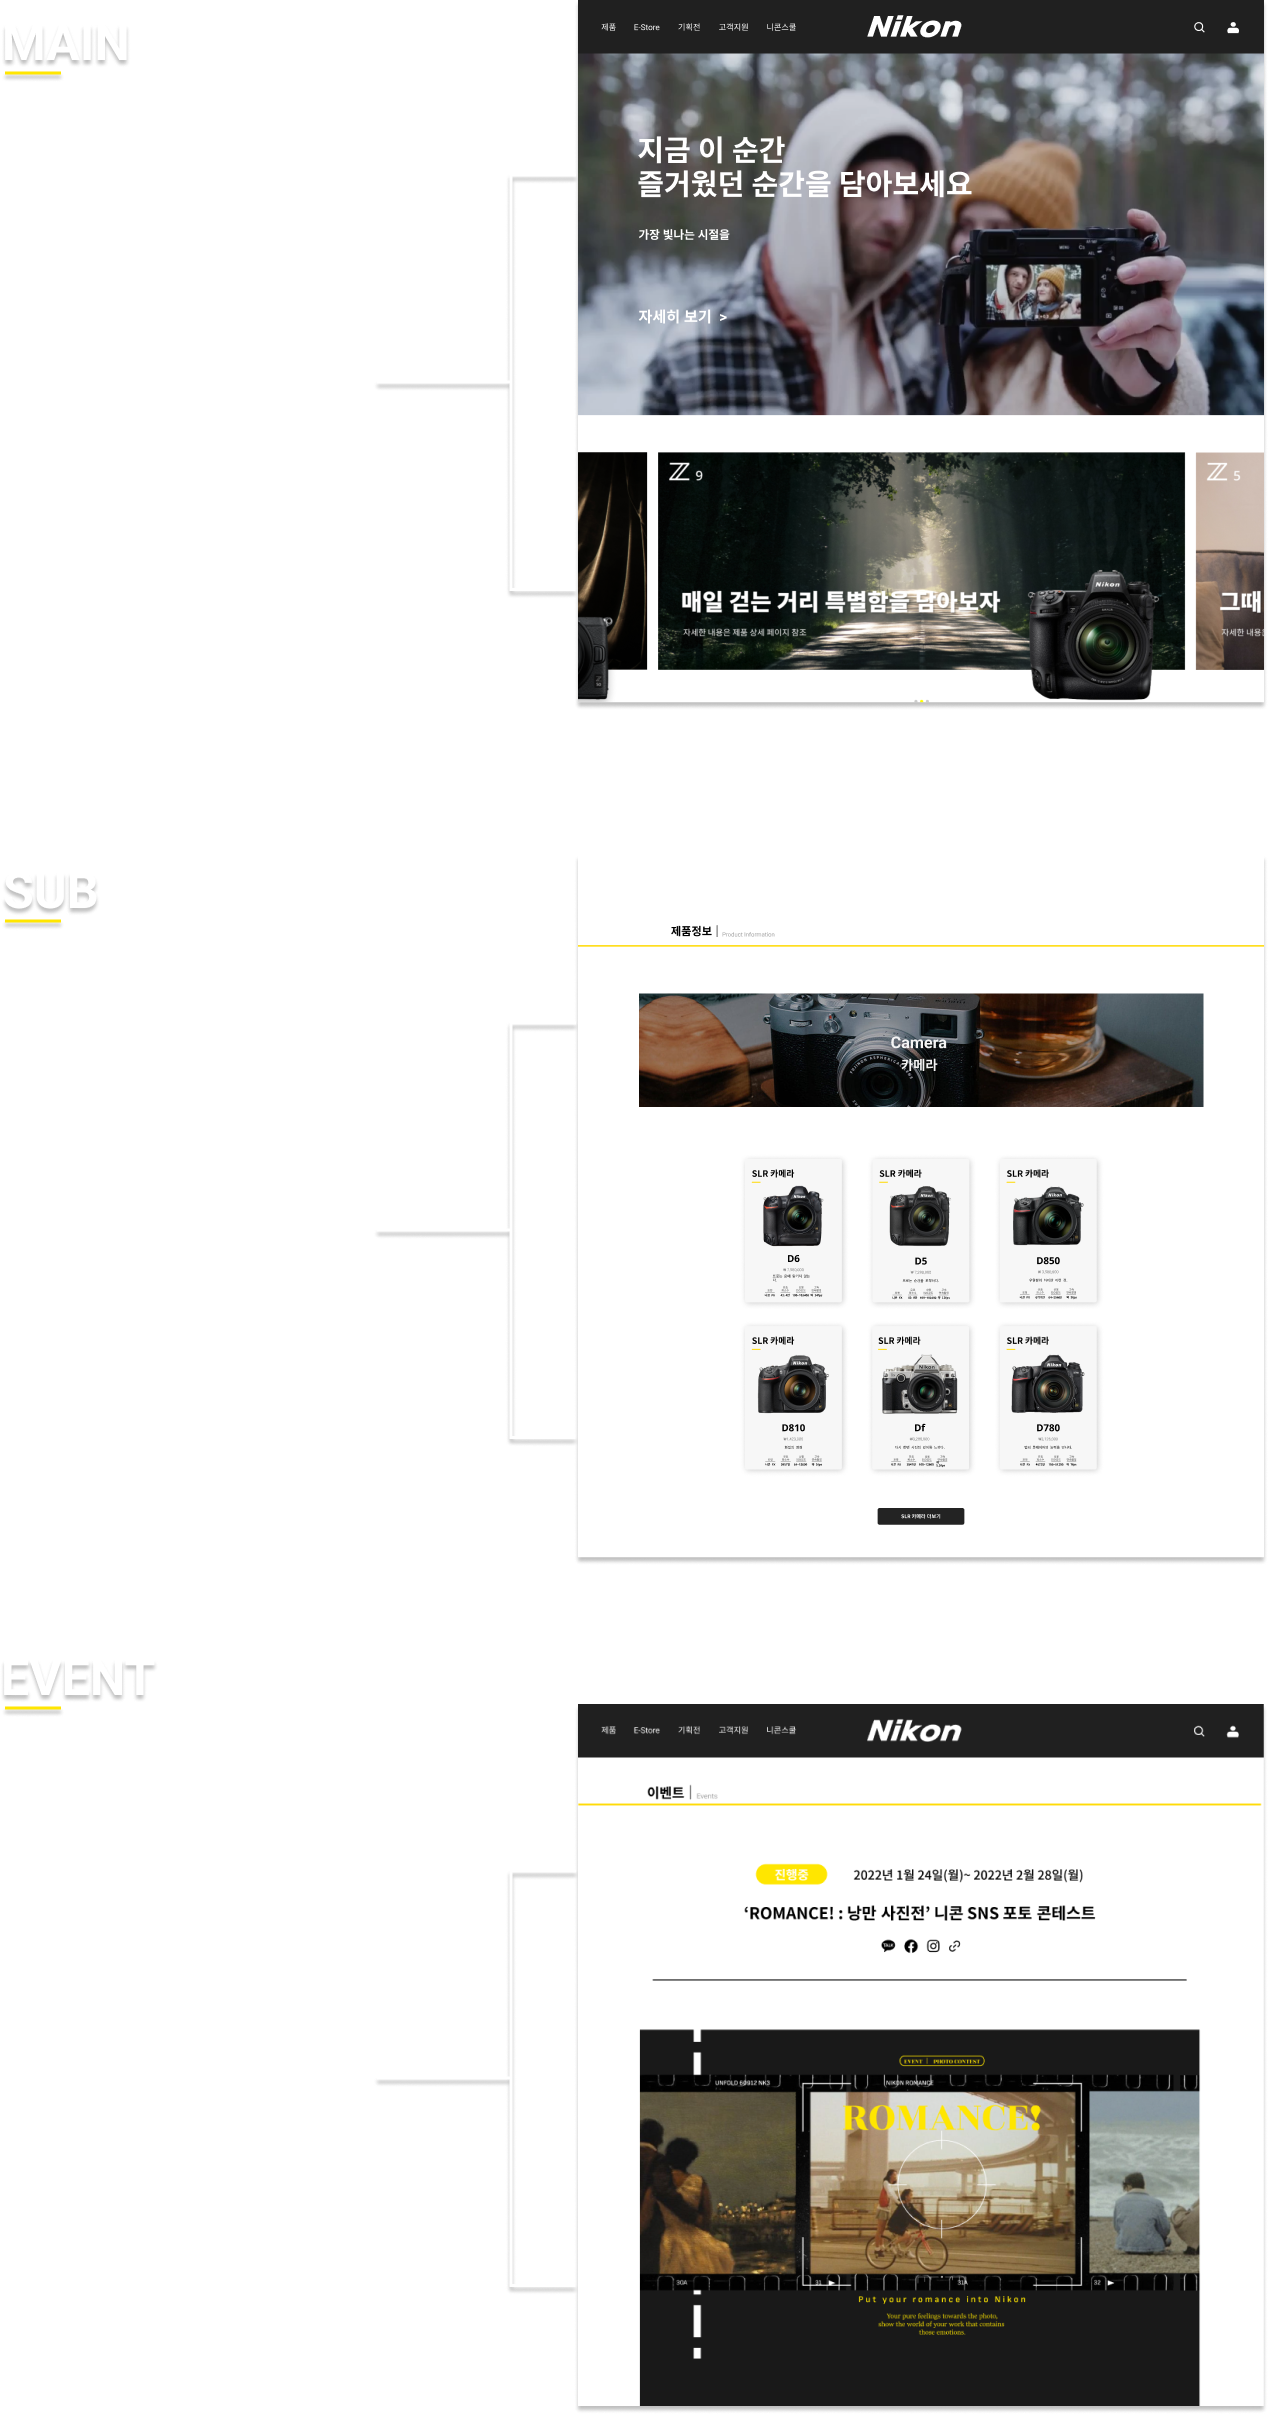 MAIN
제품 E-Store 기획전 고객지원 니콘스쿨
Nikon
지금 이 순간
즐거웠던 순간을 담아보세요
가장 빛나는 시절을
자세히 보기 >
Z 9
매일 걷는 거리 특별함을 담아보자
자세한 내용은 제품 상세 페이지 참조
Nikon
Z 5
그때
자세한 내용은
SUB
제품정보 | Product Information
Camera
카메라
SLR 카메라
D6
SLR 카메라
D5
SLR 카메라
D850
SLR 카메라
D810
SLR 카메라
Df
SLR 카메라
D780
SLR 카메라 더보기
EVENT
제품 E-Store 기획전 고객지원 니콘스쿨
Nikon
이벤트 | Events
진행중 2022년 1월 24일(월)~ 2022년 2월 28일(월)
‘ROMANCE! : 낭만 사진전’ 니콘 SNS 포토 콘테스트
EVENT | PHOTO CONTEST
UNFOLD 60912 NK3
NIKON ROMANCE
ROMANCE!
30A
31
31A
32
Put your romance into Nikon
Your pure feelings towards the photo,
show the world of your work that contains
those emotions.